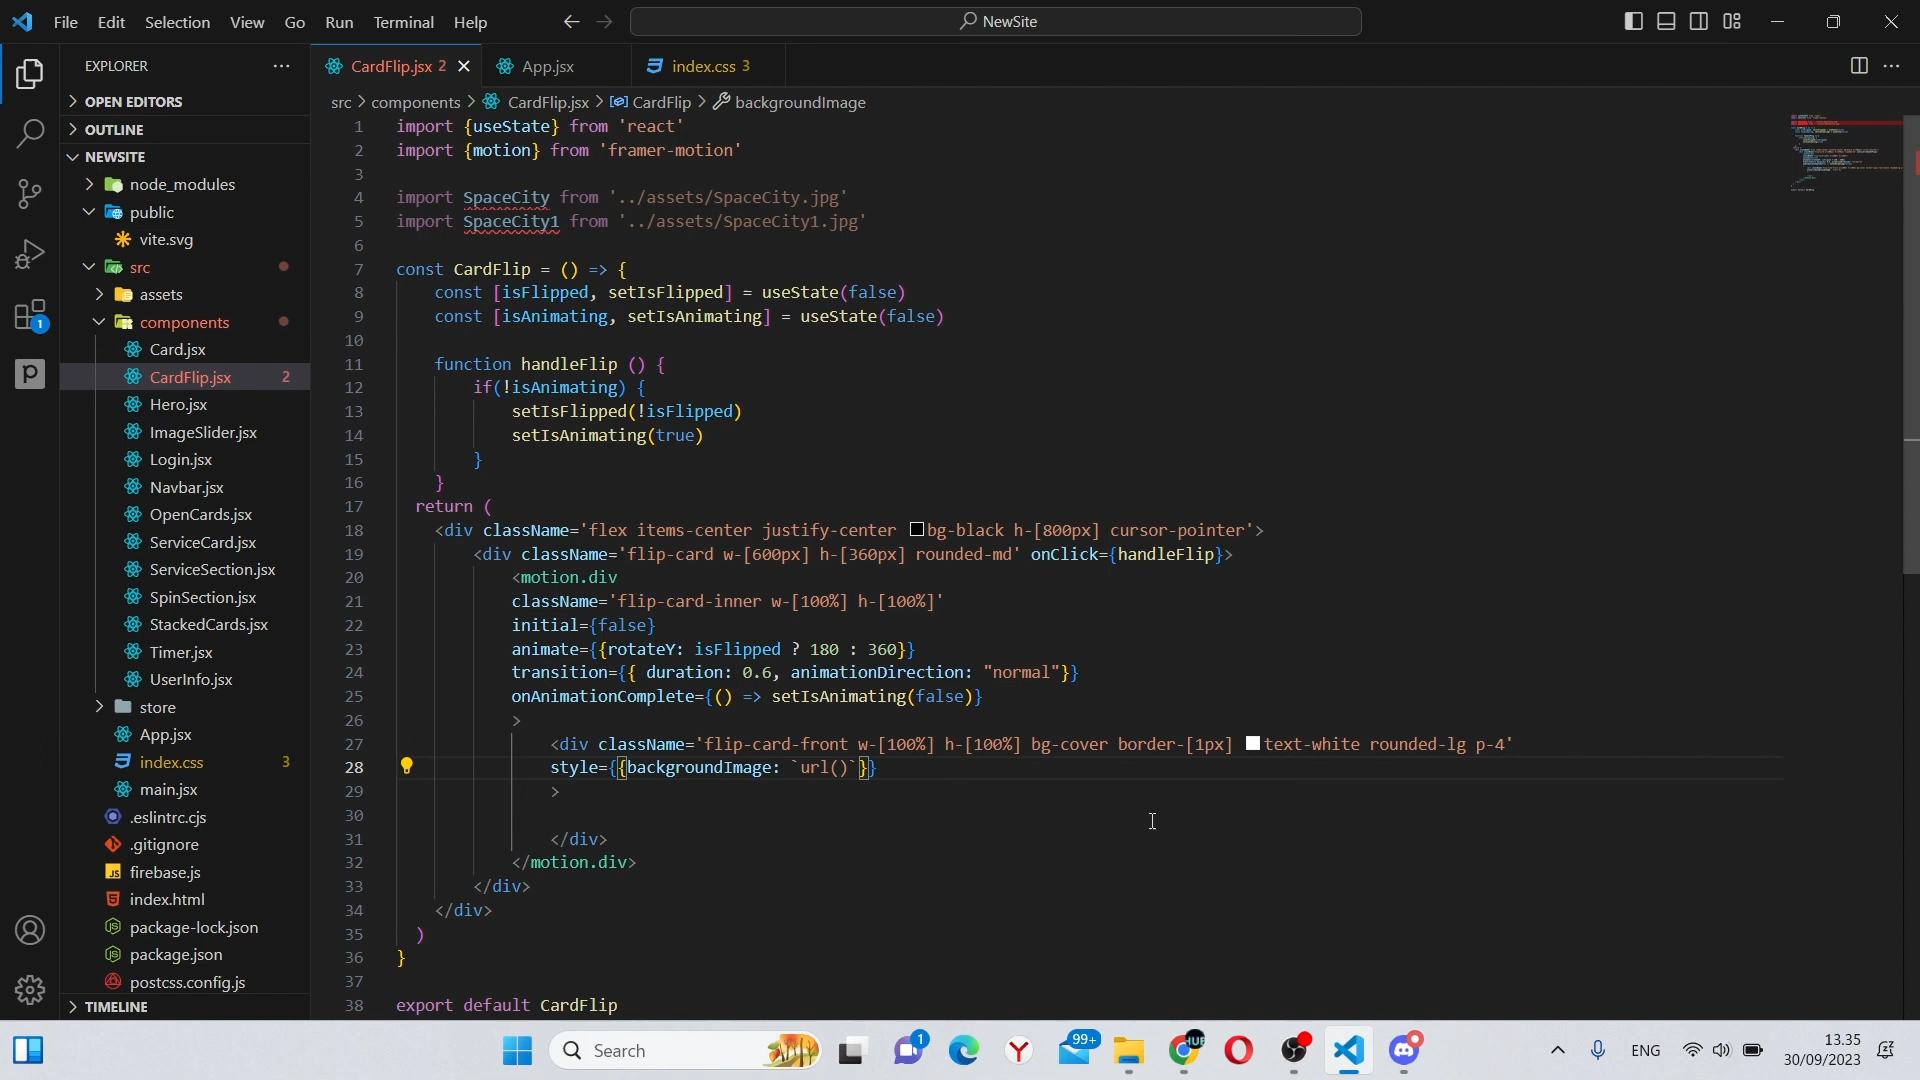 File Edit Selection View Go Run Terminal Help
NewSite
EXPLORER
OPEN EDITORS
OUTLINE
NEWSITE
node_modules
public
vite.svg
src
assets
components
Card.jsx
CardFlip.jsx 2
Hero.jsx
ImageSlider.jsx
Login.jsx
Navbar.jsx
OpenCards.jsx
ServiceCard.jsx
ServiceSection.jsx
SpinSection.jsx
StackedCards.jsx
Timer.jsx
UserInfo.jsx
store
App.jsx
index.css 3
main.jsx
.eslintrc.cjs
.gitignore
firebase.js
index.html
package-lock.json
package.json
postcss.config.js
TIMELINE
1
CardFlip.jsx 2
App.jsx
index.css 3
src > components > CardFlip.jsx > CardFlip > backgroundImage
1 import {useState} from 'react'
2 import {motion} from 'framer-motion'
3
4 import SpaceCity from '../assets/SpaceCity.jpg'
5 import SpaceCity1 from '../assets/SpaceCity1.jpg'
6
7 const CardFlip = () => {
8 const [isFlipped, setIsFlipped] = useState(false)
9 const [isAnimating, setIsAnimating] = useState(false)
10
11 function handleFlip () {
12 if(!isAnimating) {
13 setIsFlipped(!isFlipped)
14 setIsAnimating(true)
15 }
16 }
17 return (
18 <div className='flex items-center justify-center bg-black h-[800px] cursor-pointer'>
19 <div className='flip-card w-[600px] h-[360px] rounded-md' onClick={handleFlip}>
20 <motion.div
21 className='flip-card-inner w-[100%] h-[100%]'
22 initial={false}
23 animate={{rotateY: isFlipped ? 180 : 360}}
24 transition={{ duration: 0.6, animationDirection: "normal"}}
25 onAnimationComplete={() => setIsAnimating(false)}
26 >
27 <div className='flip-card-front w-[100%] h-[100%] bg-cover border-[1px] text-white rounded-lg p-4'
28 style={{backgroundImage: `url()`}}
29 >
30
31 </div>
32 </motion.div>
33 </div>
34 </div>
35 )
36 }
37
38 export default CardFlip
Search
1
99+
HUB
ENG
13.35
30/09/2023